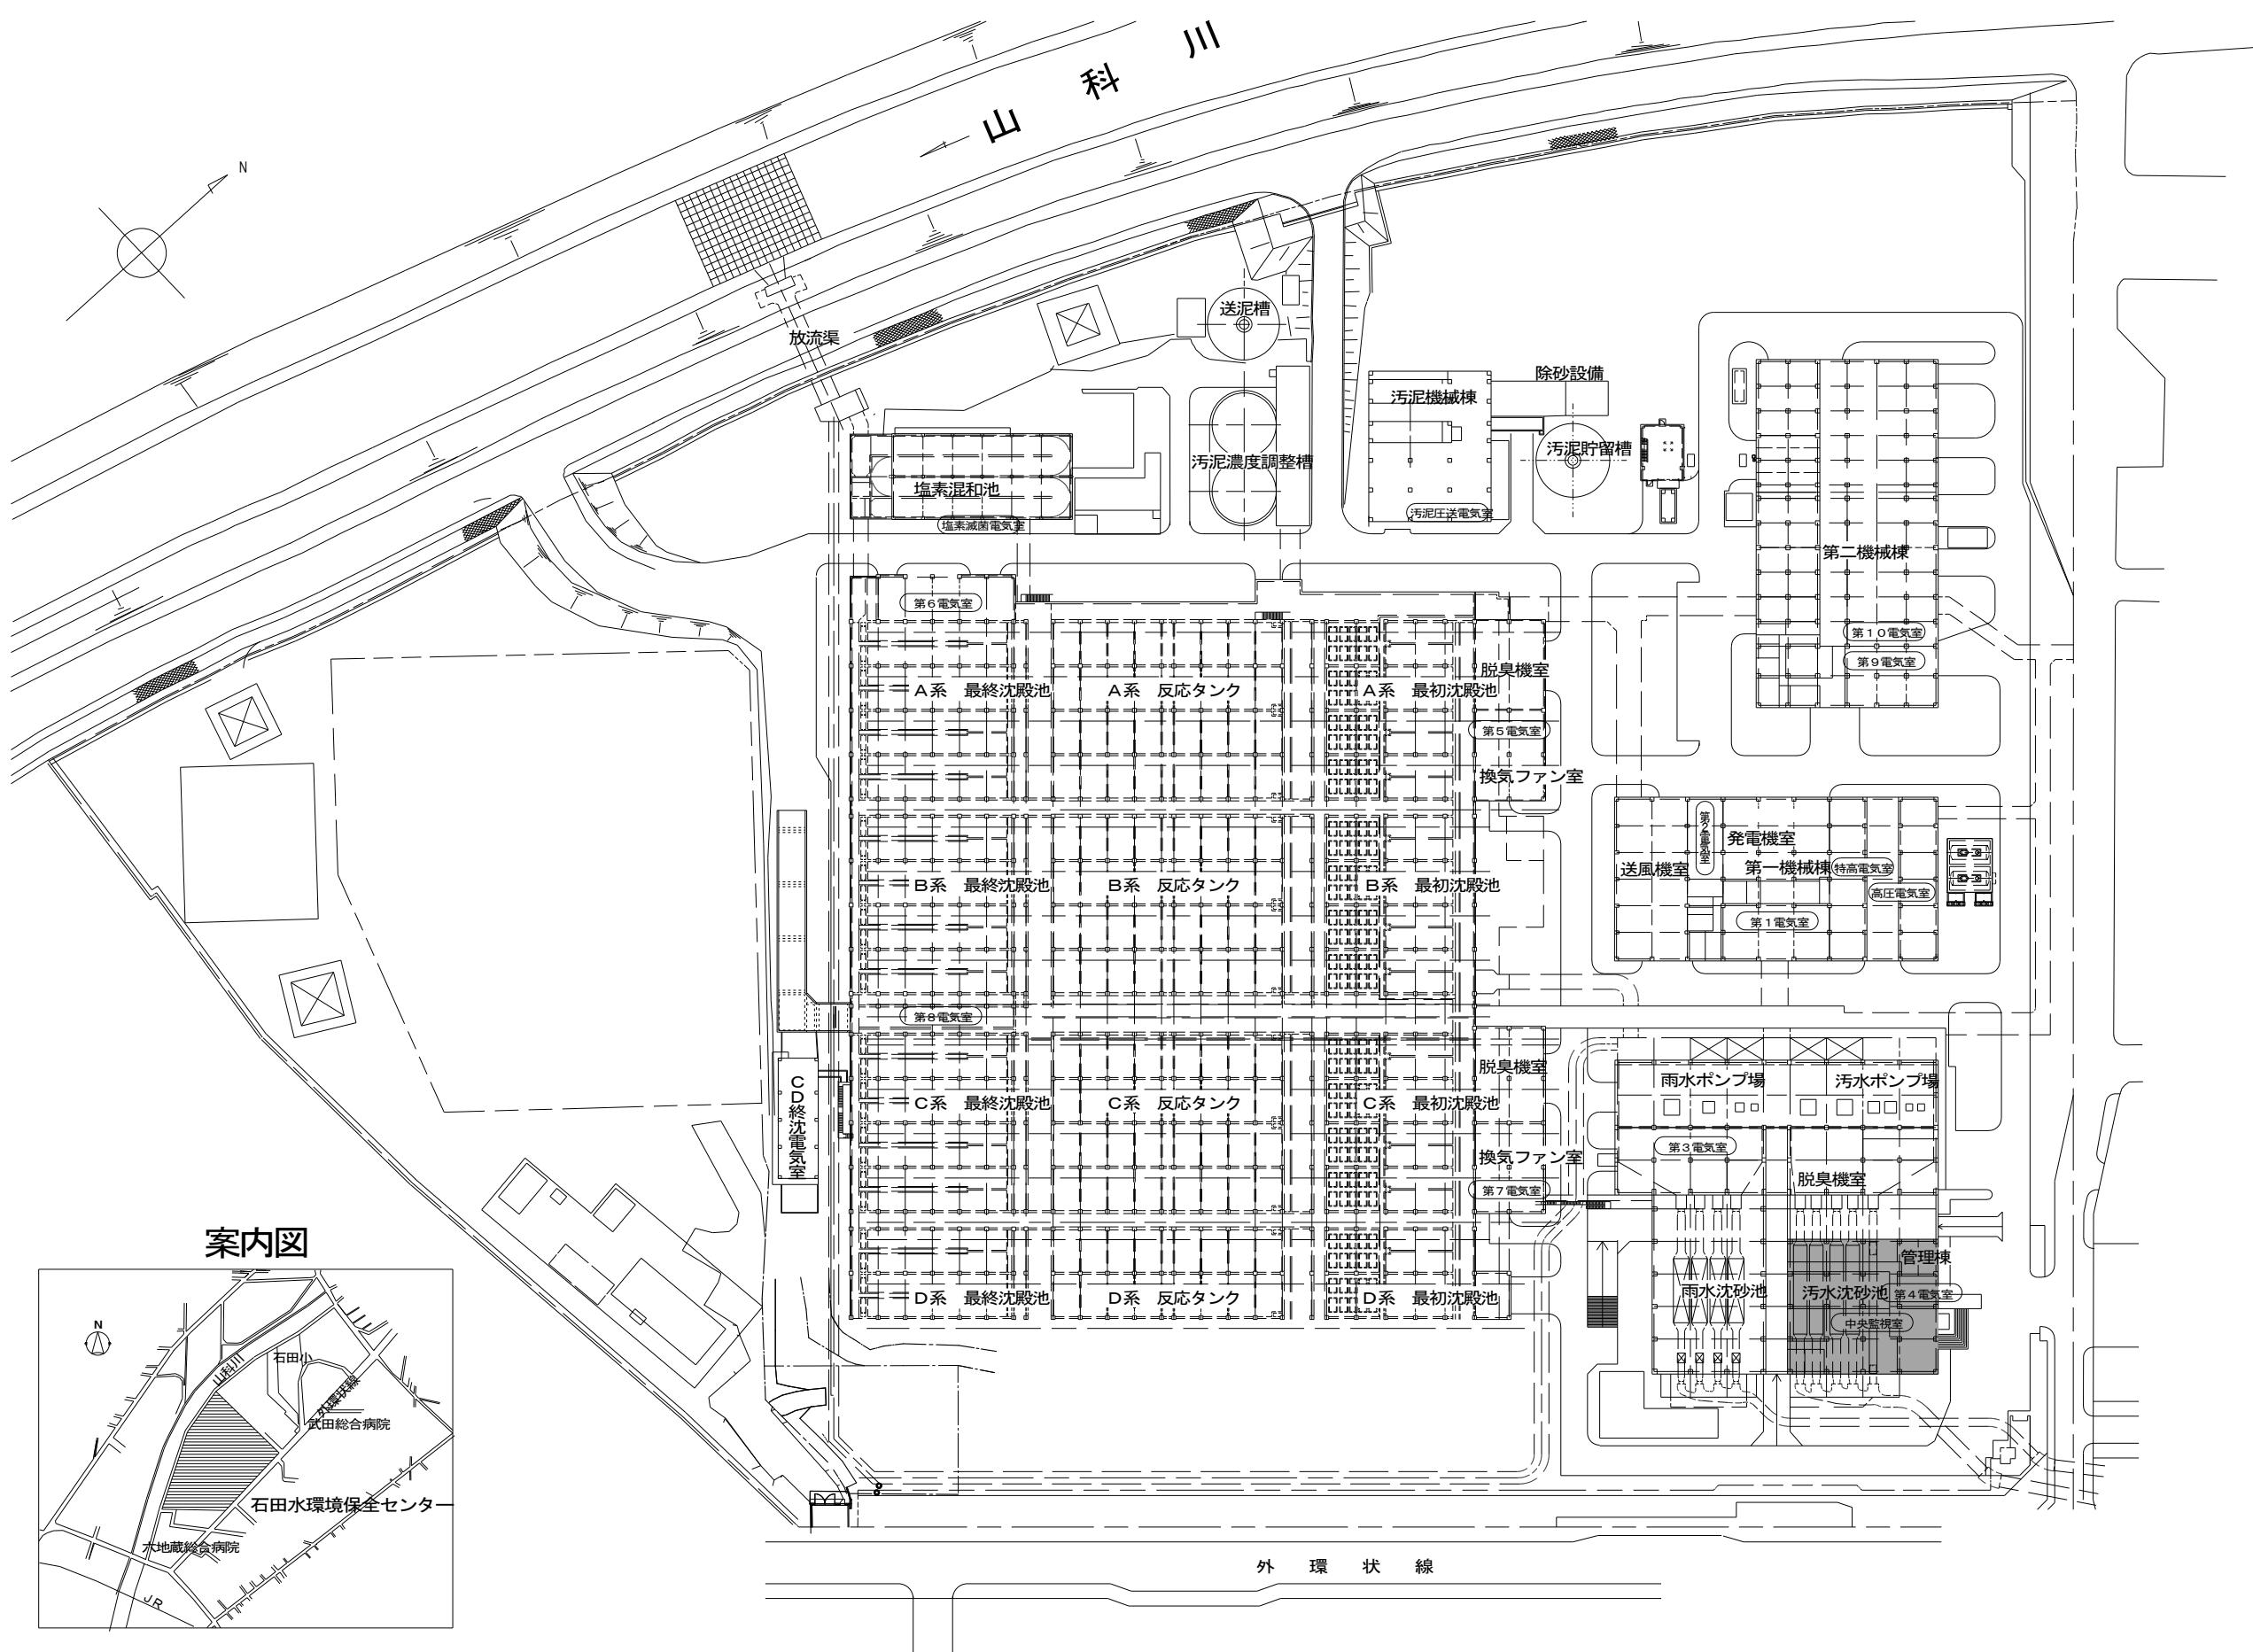 山科川
N
放流渠
送泥槽
除砂設備
汚泥機械棟
汚泥貯留槽
汚泥濃度調整槽
塩素混和池
塩素滅菌電気室
汚泥圧送電気室
第二機械棟
第10電気室
第9電気室
第6電気室
脱臭機室
A系 最終沈殿池
A系 反応タンク
A系 最初沈殿池
第5電気室
換気ファン室
第2電気室
発電機室
送風機室
第一機械棟
特高電気室
高圧電気室
第1電気室
B系 最終沈殿池
B系 反応タンク
B系 最初沈殿池
第8電気室
CD終沈電気室
脱臭機室
C系 最終沈殿池
C系 反応タンク
C系 最初沈殿池
換気ファン室
第7電気室
雨水ポンプ場
汚水ポンプ場
第3電気室
脱臭機室
管理棟
雨水沈砂池
汚水沈砂池
第4電気室
中央監視室
D系 最終沈殿池
D系 反応タンク
D系 最初沈殿池
外環状線
案内図
N
山科川
石田小
外環状線
武田総合病院
石田水環境保全センター
六地蔵総合病院
JR